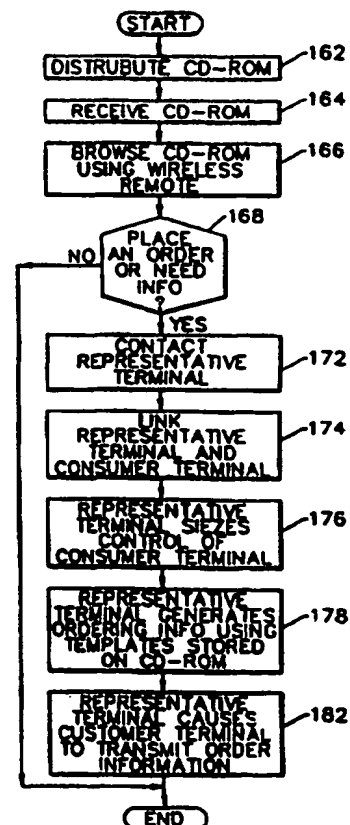 START
DISTRUBUTE CD-ROM
162
RECEIVE CD-ROM
164
BROWSE CD-ROM
USING WIRELESS
REMOTE
166
168
PLACE
AN ORDER
OR NEED
INFO
?
NO
YES
CONTACT
REPRESENTATIVE
TERMINAL
172
LINK
REPRESENTATIVE
TERMINAL AND
CONSUMER TERMINAL
174
REPRESENTATIVE
TERMINAL SIEZES
CONTROL OF
CONSUMER TERMINAL
176
REPRESENTATIVE
TERMINAL GENERATES
ORDERING INFO USING
TEMPLATES STORED
ON CD-ROM
178
REPRESENTATIVE
TERMINAL CAUSES
CUSTOMER TERMINAL
TO TRANSMIT ORDER
INFORMATION
182
END